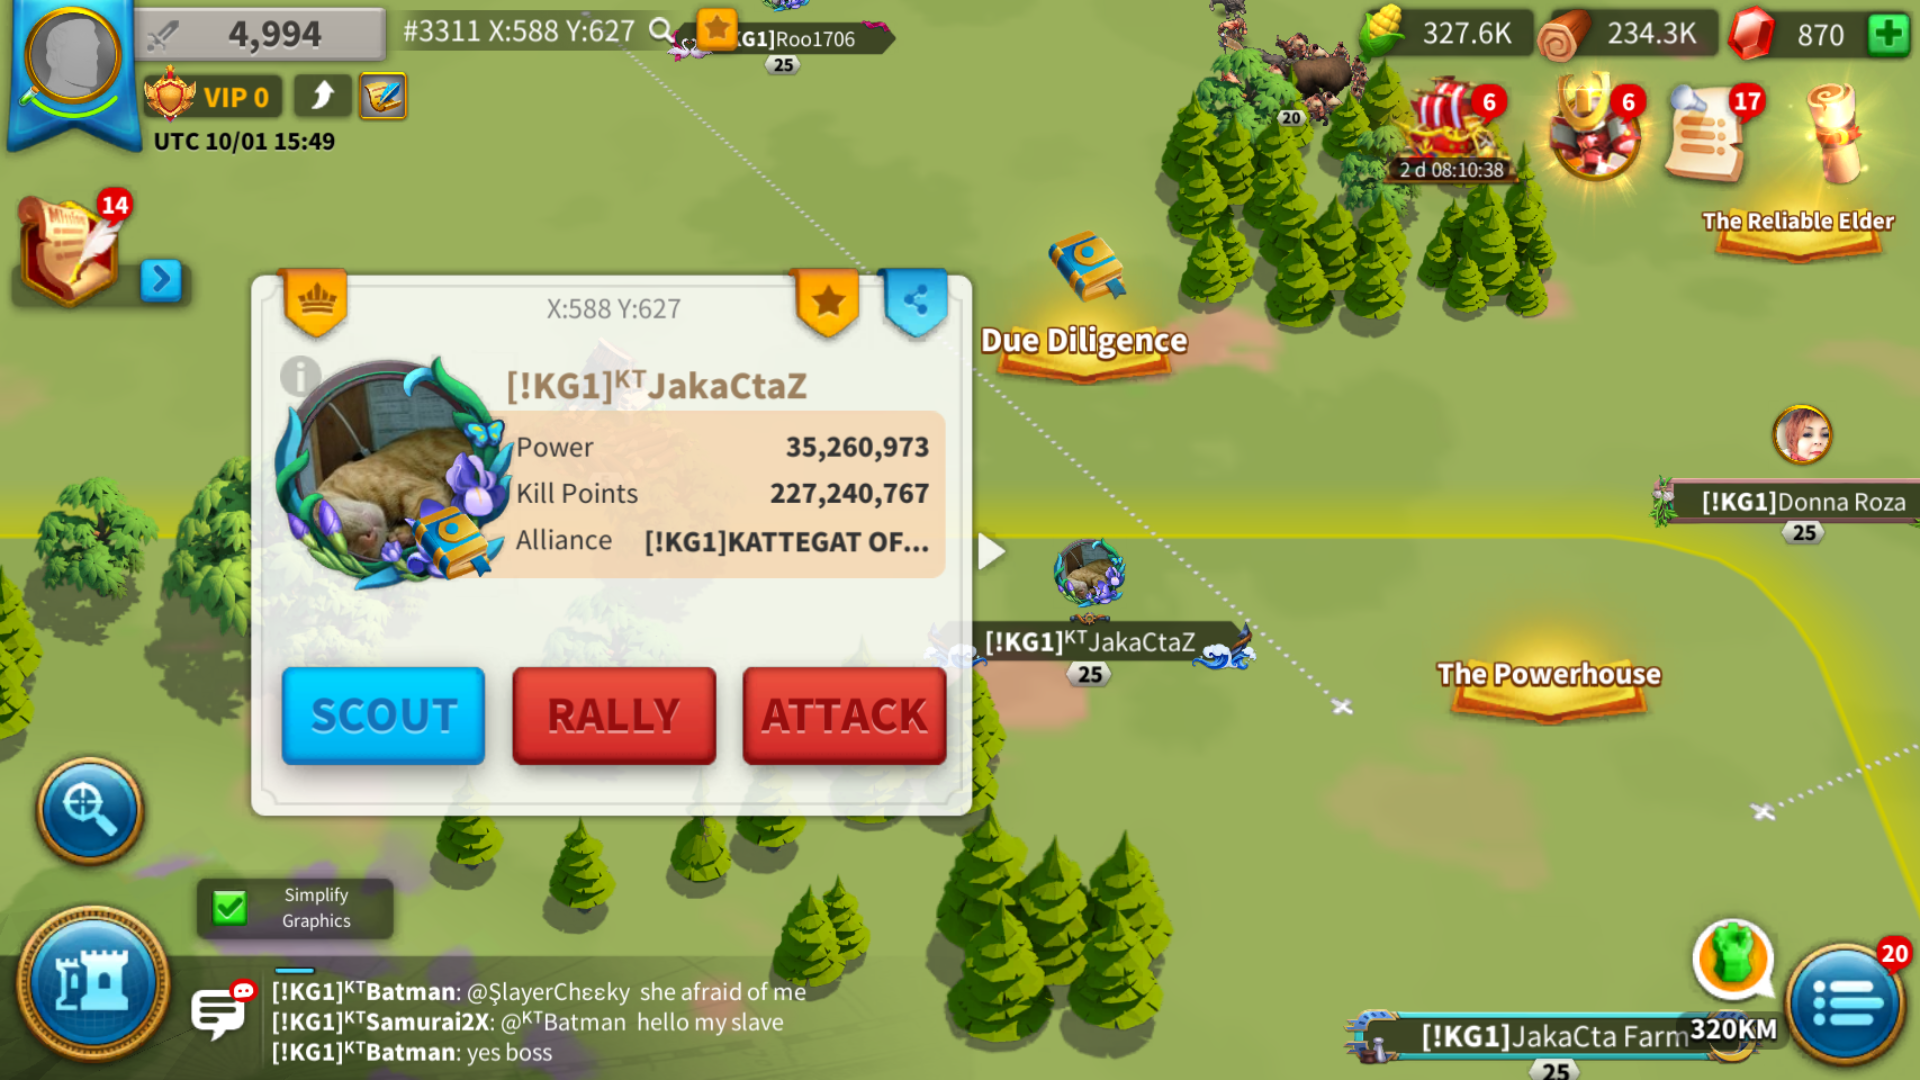 4,994
#3311 X:588 Y:627
KG1]Roo1706
25
327.6K
234.3K
870
VIP 0
UTC 10/01 15:49
20
6
2 d 08:10:38
6
17
The Reliable Elder
Mission
14
X:588 Y:627
[!KG1]ᴷᵀJakaCtaZ
Power 35,260,973
Kill Points 227,240,767
Alliance [!KG1]KATTEGAT OF...
SCOUT
RALLY
ATTACK
Due Diligence
[!KG1]Donna Roza
25
[!KG1]ᴷᵀJakaCtaZ
25
The Powerhouse
Simplify
Graphics
[!KG1]ᴷᵀBatman: @ŞlayerChεεky she afraid of me
[!KG1]ᴷᵀSamurai2X: @ᴷᵀBatman hello my slave
[!KG1]ᴷᵀBatman: yes boss
20
[!KG1]JakaCta Farm
320KM
25